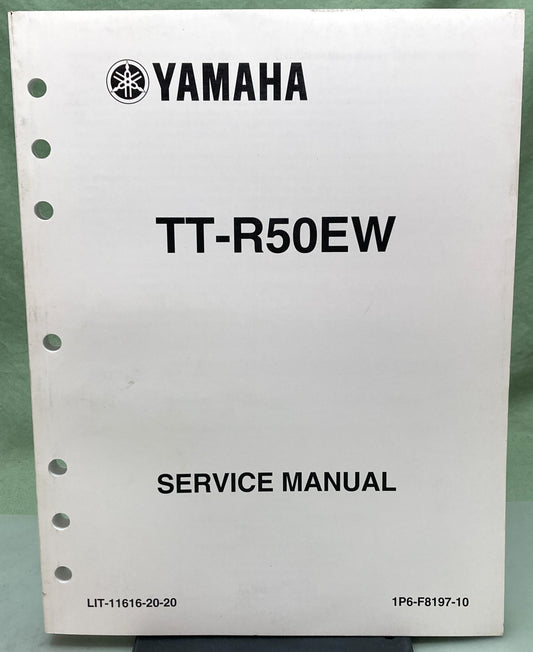 YAMAHA
TT-R50EW
SERVICE MANUAL
LIT-11616-20-20 1P6-F8197-10